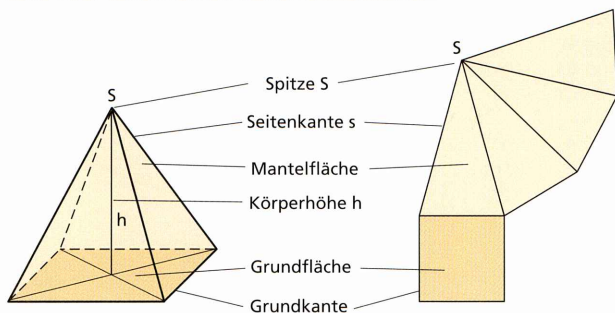 S
S
Spitze S
Seitenkante s
Mantelfläche
Körperhöhe h
h
Grundfläche
Grundkante